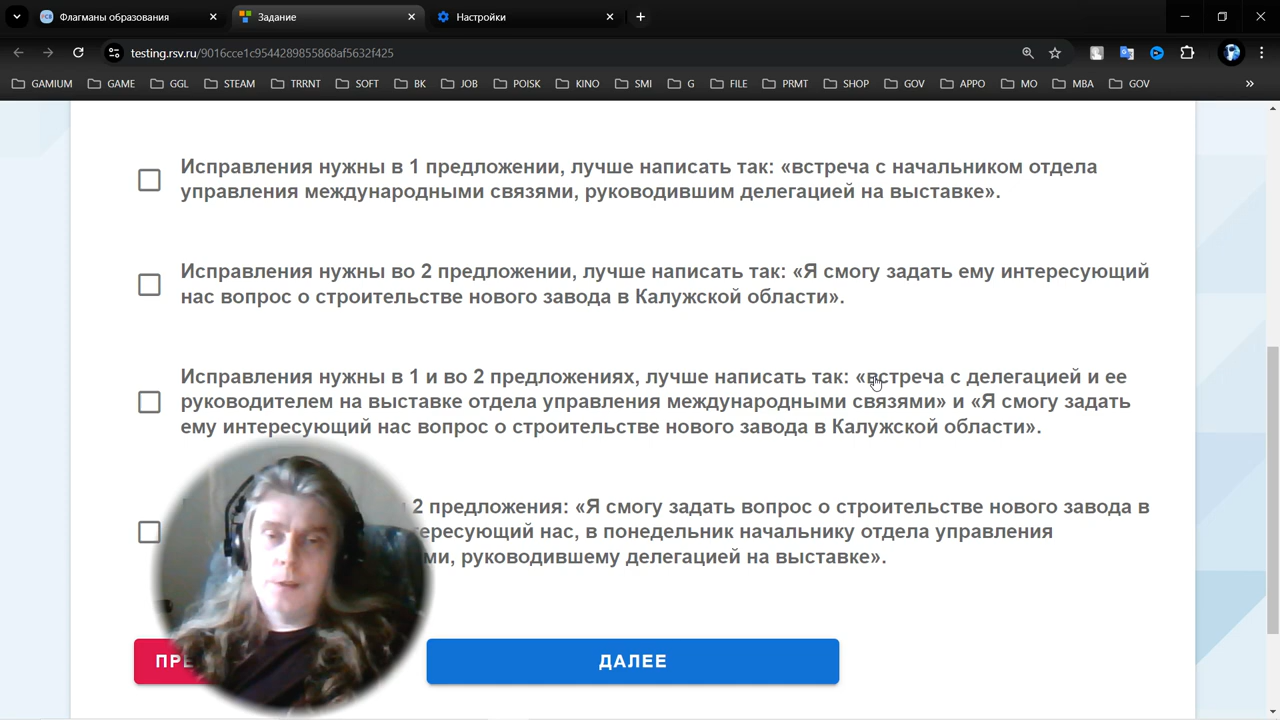 Флагманы образования
Задание
Настройки
testing.rsv.ru/9016cce1c9544289855868af5632f425
GAMIUM GAME GGL STEAM TRRNT SOFT BK JOB POISK KINO SMI G FILE PRMT SHOP GOV APPO MO MBA GOV
Исправления нужны в 1 предложении, лучше написать так: «встреча с начальником отдела
управления международными связями, руководившим делегацией на выставке».
Исправления нужны во 2 предложении, лучше написать так: «Я смогу задать ему интересующий
нас вопрос о строительстве нового завода в Калужской области».
Исправления нужны в 1 и во 2 предложениях, лучше написать так: «встреча с делегацией и ее
руководителем на выставке отдела управления международными связями» и «Я смогу задать
ему интересующий нас вопрос о строительстве нового завода в Калужской области».
2 предложения: «Я смогу задать вопрос о строительстве нового завода в
нас, в понедельник начальнику отдела управления
руководившему делегацией на выставке».
ДАЛЕЕ